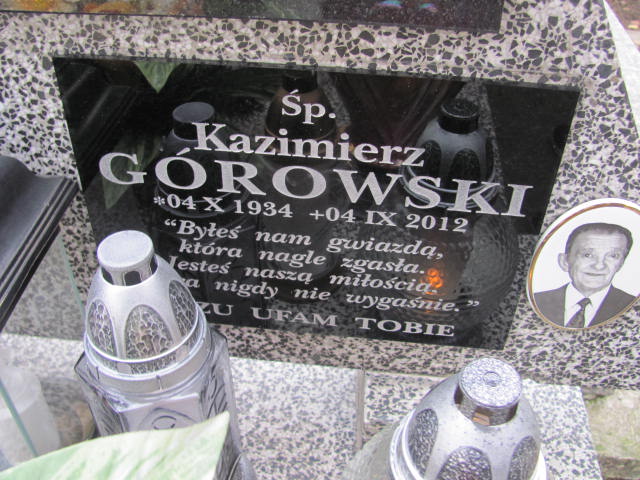 Śp.
Kazimierz
GÓROWSKI
*04 X 1934 +04 IX 2012
“Byłeś nam gwiazdą,
która nagle zgasła.
Jesteś naszą miłością,
nigdy nie wygaśnie.”
UFAM TOBIE